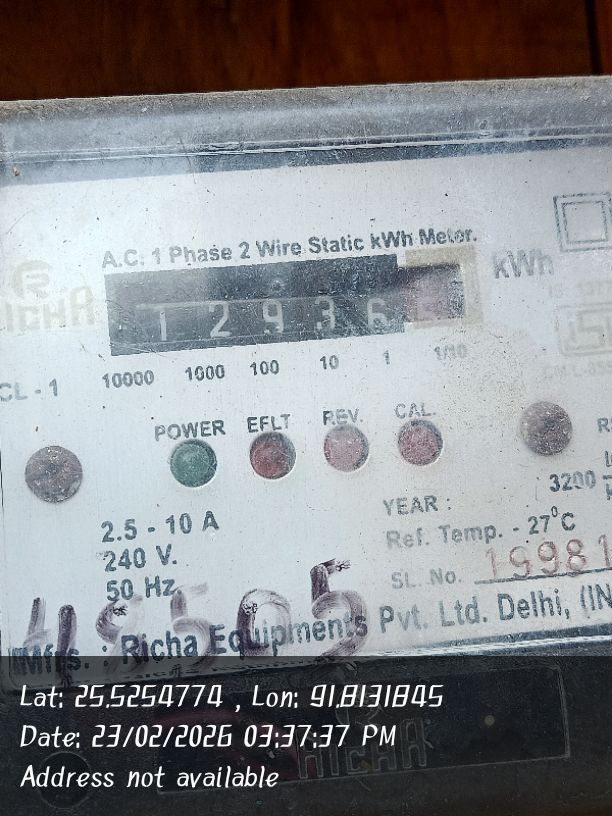 A.C. 1 Phase 2 Wire Static kWh Meter.
kWh
RICHA
1 2 9 3 6
CL - 1
10000 1000 100 10 1 1/10
POWER EFLT REV. CAL.
3200
2.5 - 10 A
240 V.
50 Hz.
YEAR :
Ref. Temp. - 27°C
SL. No. 19981
41505
Mfrs. : Richa Equipments Pvt. Ltd. Delhi, (IN
Lat: 25.5254774 , Lon: 91.8131845
Date: 23/02/2026 03:37:37 PM
Address not available
RICHA